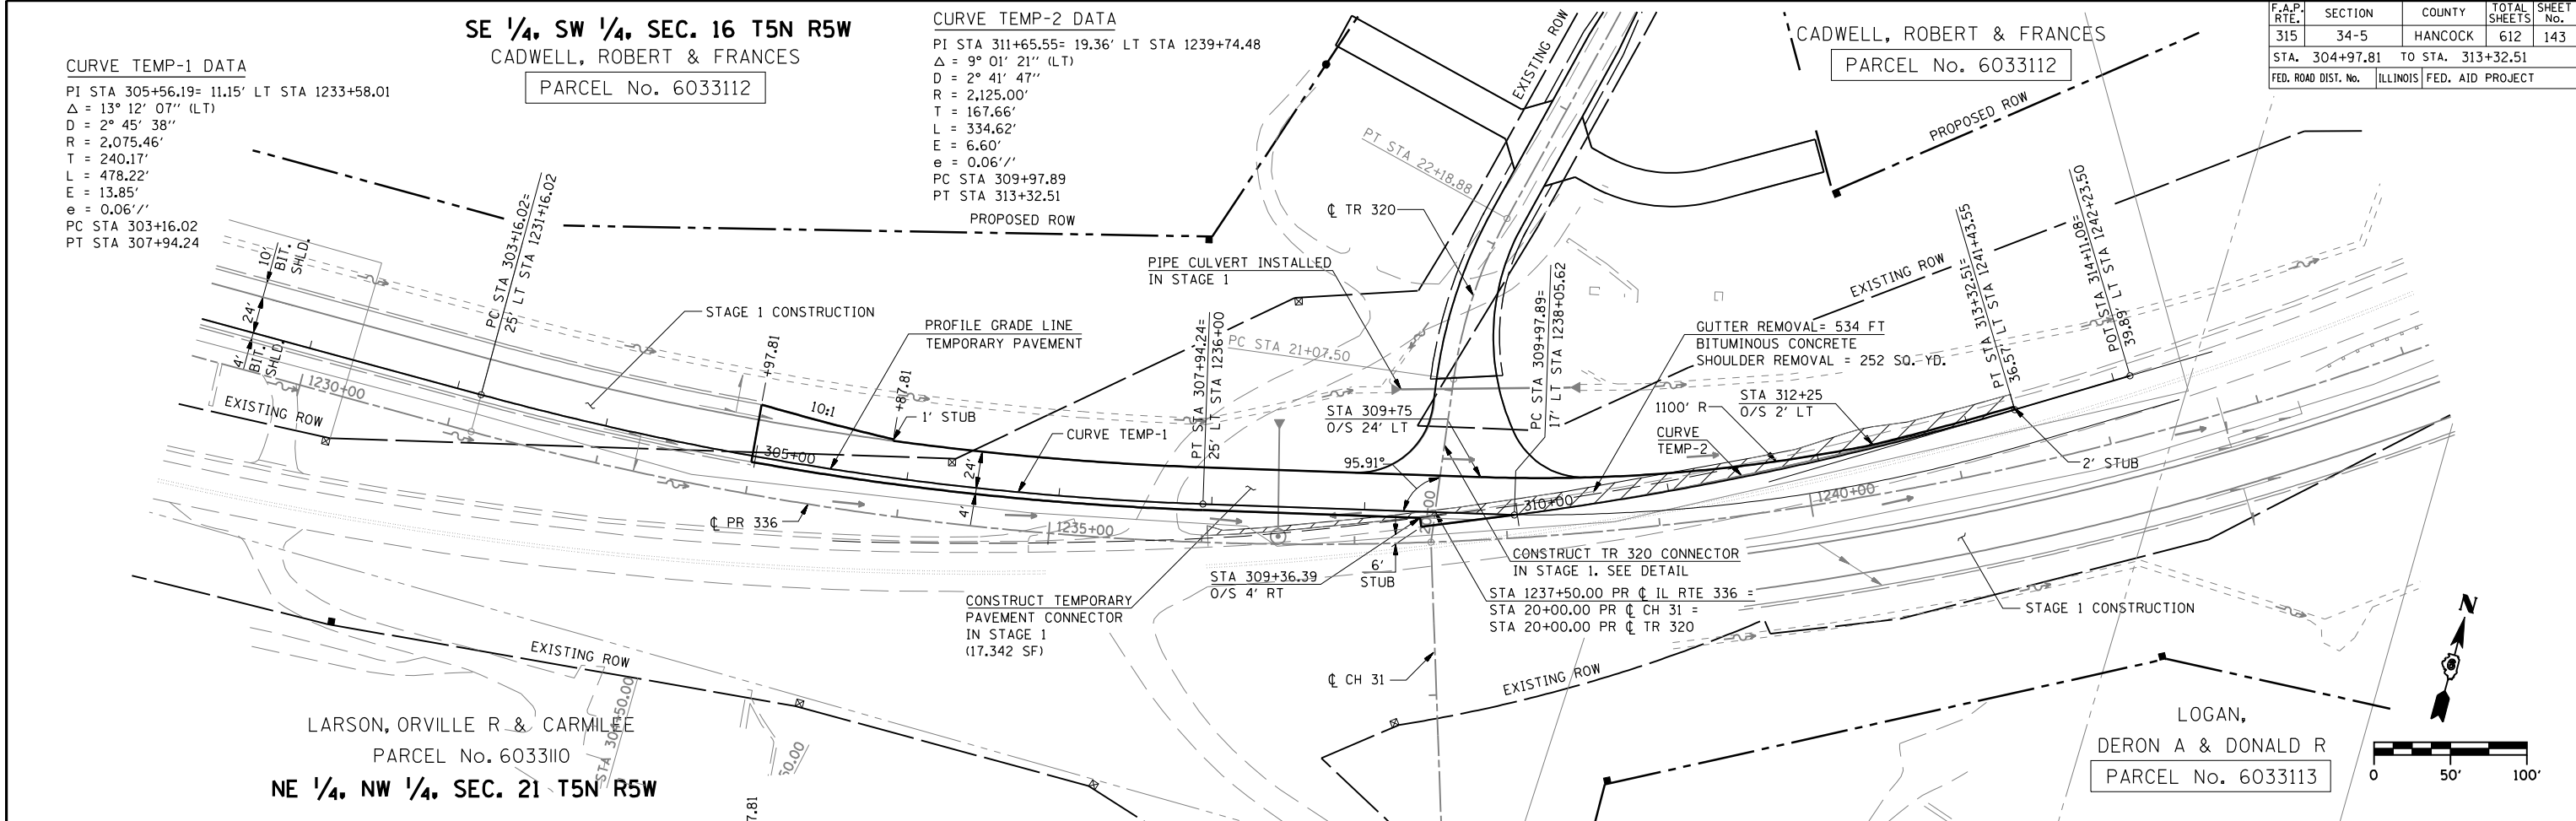 SE 1/4, SW 1/4, SEC. 16 T5N R5W
CADWELL, ROBERT & FRANCES
PARCEL No. 6033112
CURVE TEMP-1 DATA
PI STA 305+56.19= 11.15' LT STA 1233+58.01
Δ = 13° 12' 07'' (LT)
D = 2° 45' 38''
R = 2,075.46'
T = 240.17'
L = 478.22'
E = 13.85'
e = 0.06'/'
PC STA 303+16.02
PT STA 307+94.24
CURVE TEMP-2 DATA
PI STA 311+65.55= 19.36' LT STA 1239+74.48
Δ = 9° 01' 21'' (LT)
D = 2° 41' 47''
R = 2,125.00'
T = 167.66'
L = 334.62'
E = 6.60'
e = 0.06'/'
PC STA 309+97.89
PT STA 313+32.51
CADWELL, ROBERT & FRANCES
PARCEL No. 6033112
F.A.P. RTE.
SECTION
COUNTY
TOTAL SHEETS
SHEET No.
315
34-5
HANCOCK
612
143
STA. 304+97.81 TO STA. 313+32.51
FED. ROAD DIST. No.
ILLINOIS
FED. AID PROJECT
EXISTING ROW
PROPOSED ROW
PROPOSED ROW
PT STA 22+18.88
℄ TR 320
PIPE CULVERT INSTALLED
IN STAGE 1
PC STA 21+07.50
EXISTING ROW
PC STA 303+16.02=
25' LT STA 1231+16.02
10'
BIT.
SHLD.
24'
4'
BIT.
SHLD.
1230+00
EXISTING ROW
STAGE 1 CONSTRUCTION
PROFILE GRADE LINE
TEMPORARY PAVEMENT
+97.81
10:1
+87.81
1' STUB
305+00
CURVE TEMP-1
24'
4'
℄ PR 336
1235+00
PT STA 307+94.24=
25' LT STA 1236+00
STA 309+75
O/S 24' LT
95.91°
PC STA 309+97.89=
17' LT STA 1238+05.62
GUTTER REMOVAL= 534 FT
BITUMINOUS CONCRETE
SHOULDER REMOVAL = 252 SQ. YD.
1100' R
STA 312+25
O/S 2' LT
CURVE
TEMP-2
310+00
2' STUB
1240+00
PT STA 313+32.51=
36.57' LT STA 1241+43.55
POT STA 314+11.08=
39.89' LT STA 1242+23.50
CONSTRUCT TEMPORARY
PAVEMENT CONNECTOR
IN STAGE 1
(17.342 SF)
STA 309+36.39
O/S 4' RT
6'
STUB
CONSTRUCT TR 320 CONNECTOR
IN STAGE 1. SEE DETAIL
STA 1237+50.00 PR ℄ IL RTE 336 =
STA 20+00.00 PR ℄ CH 31 =
STA 20+00.00 PR ℄ TR 320
STAGE 1 CONSTRUCTION
℄ CH 31
EXISTING ROW
EXISTING ROW
STA 304+50.00
50.00
7.81
LARSON, ORVILLE R & CARMILLE
PARCEL No. 6033110
NE 1/4, NW 1/4, SEC. 21 T5N R5W
LOGAN,
DERON A & DONALD R
PARCEL No. 6033113
N
0 50' 100'